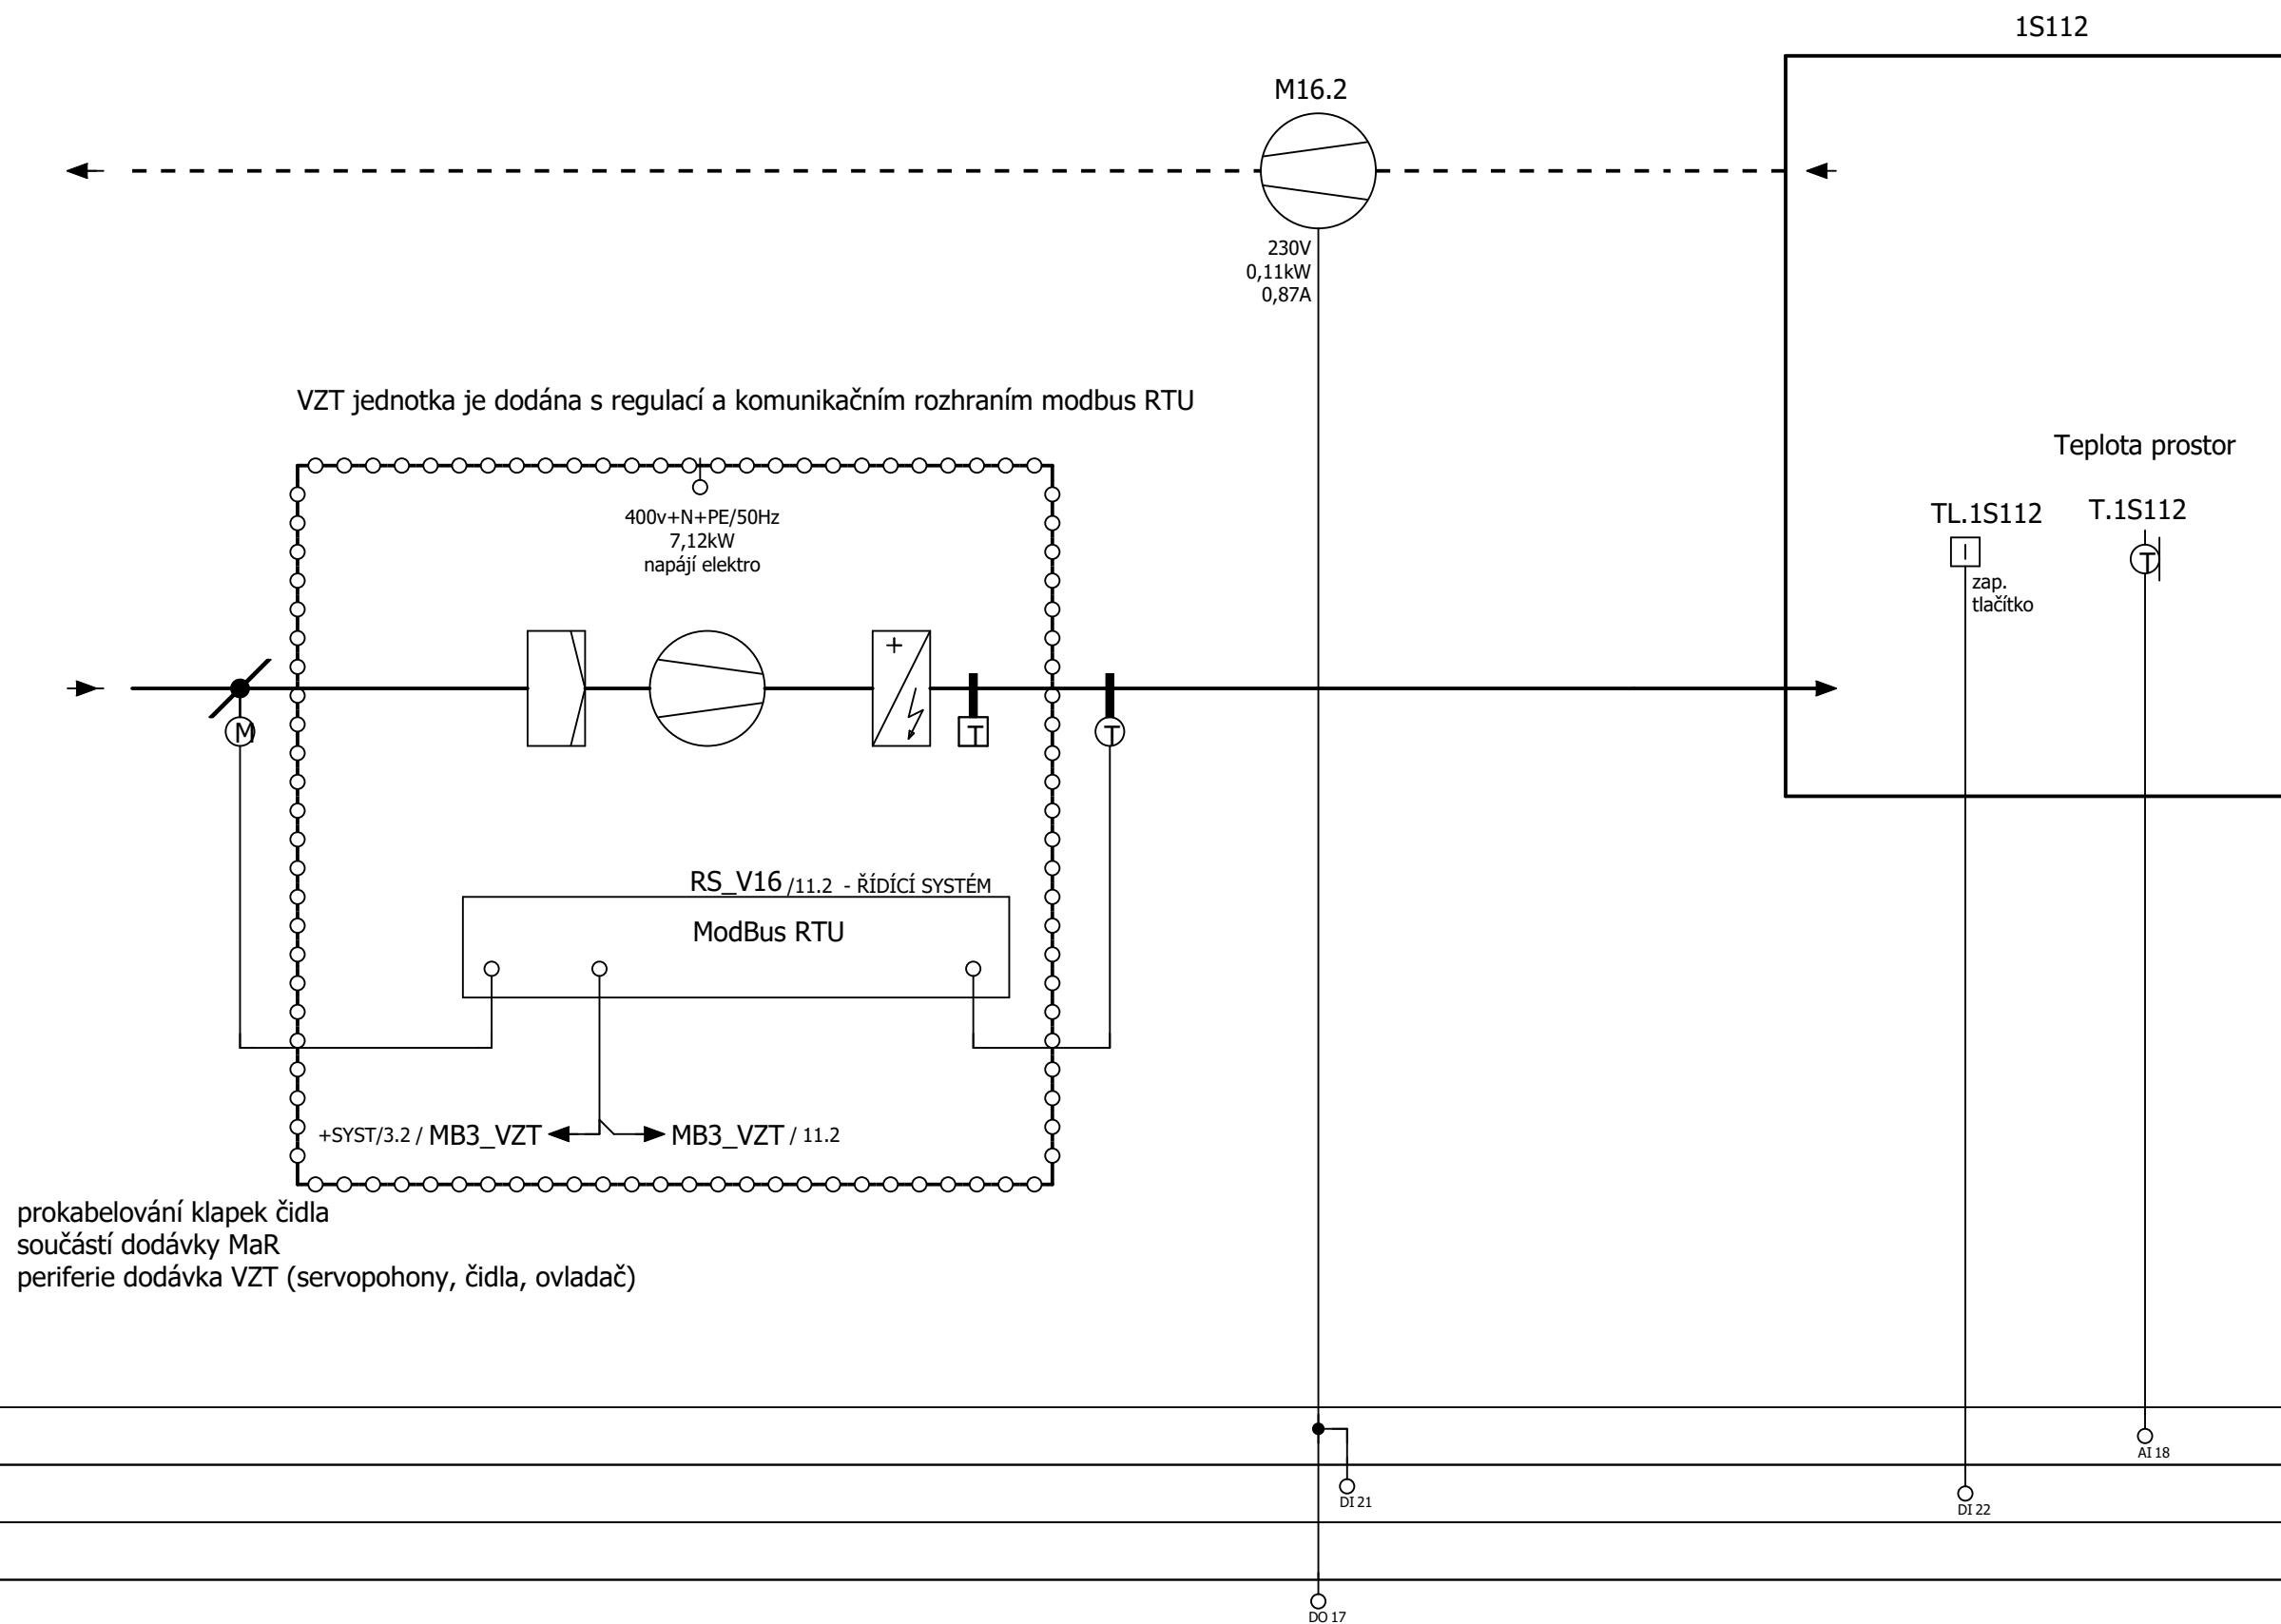 1S112
M16.2
230V
0,11kW
0,87A
VZT jednotka je dodána s regulací a komunikačním rozhraním modbus RTU
400v+N+PE/50Hz
7,12kW
napájí elektro
Teplota prostor
TL.1S112
T.1S112
I
T
zap.
tlačítko
+
M
T
T
RS_V16 /11.2 - ŘÍDÍCÍ SYSTÉM
ModBus RTU
+SYST/3.2 / MB3_VZT
MB3_VZT / 11.2
prokabelování klapek čidla
součástí dodávky MaR
periferie dodávka VZT (servopohony, čidla, ovladač)
AI 18
DI 21
DI 22
DO 17